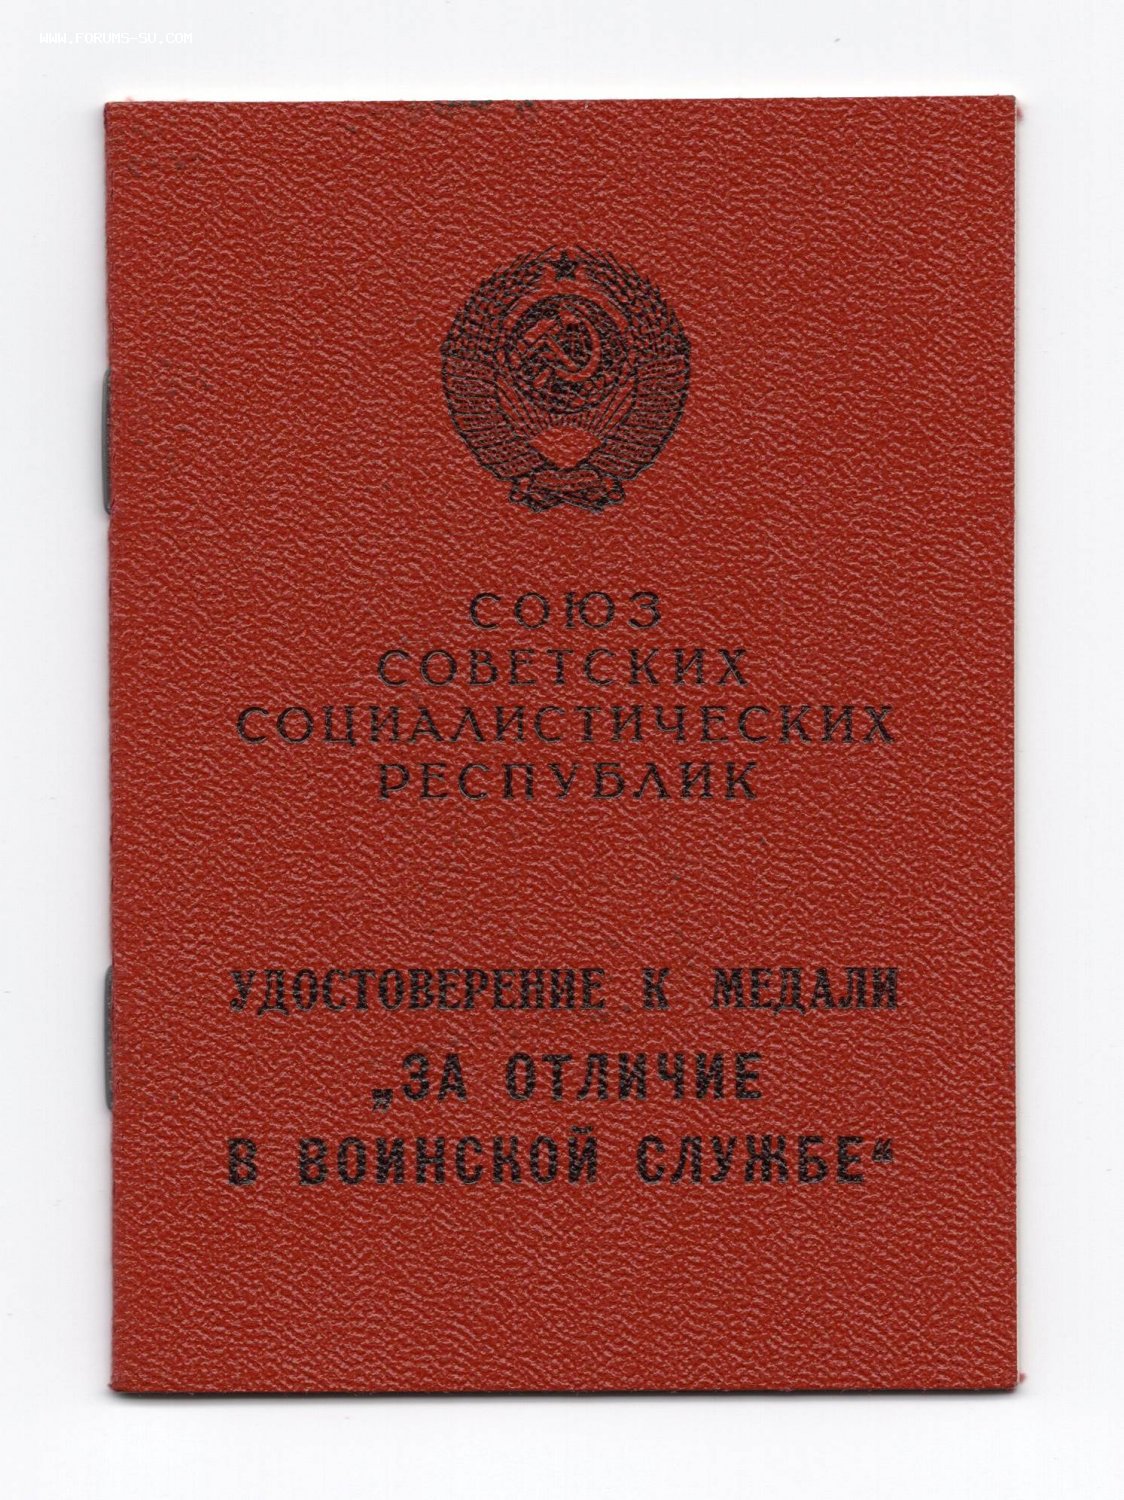 WWW.FORUMS-SU.COM
СОЮЗ
СОВЕТСКИХ
СОЦИАЛИСТИЧЕСКИХ
РЕСПУБЛИК
УДОСТОВЕРЕНИЕ К МЕДАЛИ
„ЗА ОТЛИЧИЕ
В ВОИНСКОЙ СЛУЖБЕ“